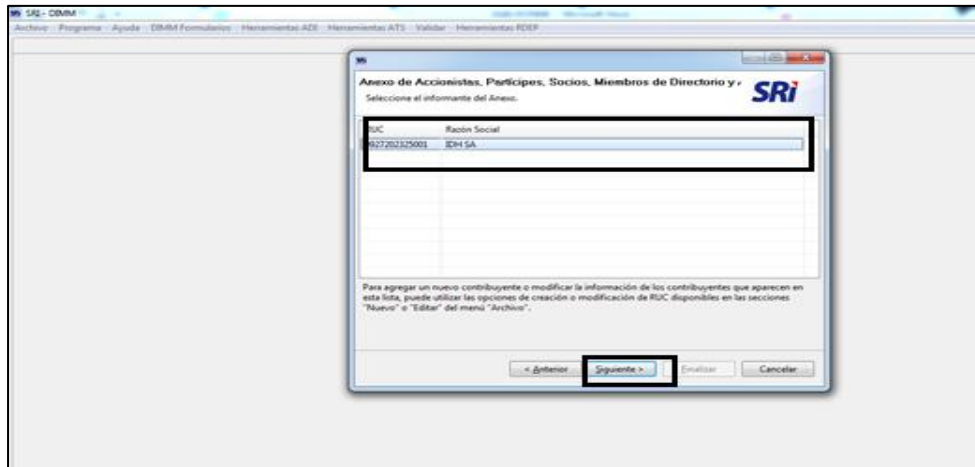 SRI - DIMM
Archivo Programa Ayuda DIMM Formularios Herramientas ADI Herramientas ATS Validar Herramientas RDEP
Anexo de Accionistas, Partícipes, Socios, Miembros de Directorio y
SRi
Seleccione el informante del Anexo.
RUC Razón Social
0927202325001 IDH SA
Para agregar un nuevo contribuyente o modificar la información de los contribuyentes que aparecen en
esta lista, puede utilizar las opciones de creación o modificación de RUC disponibles en las secciones
"Nuevo" o "Editar" del menú "Archivo".
< Anterior Siguiente > Finalizar Cancelar